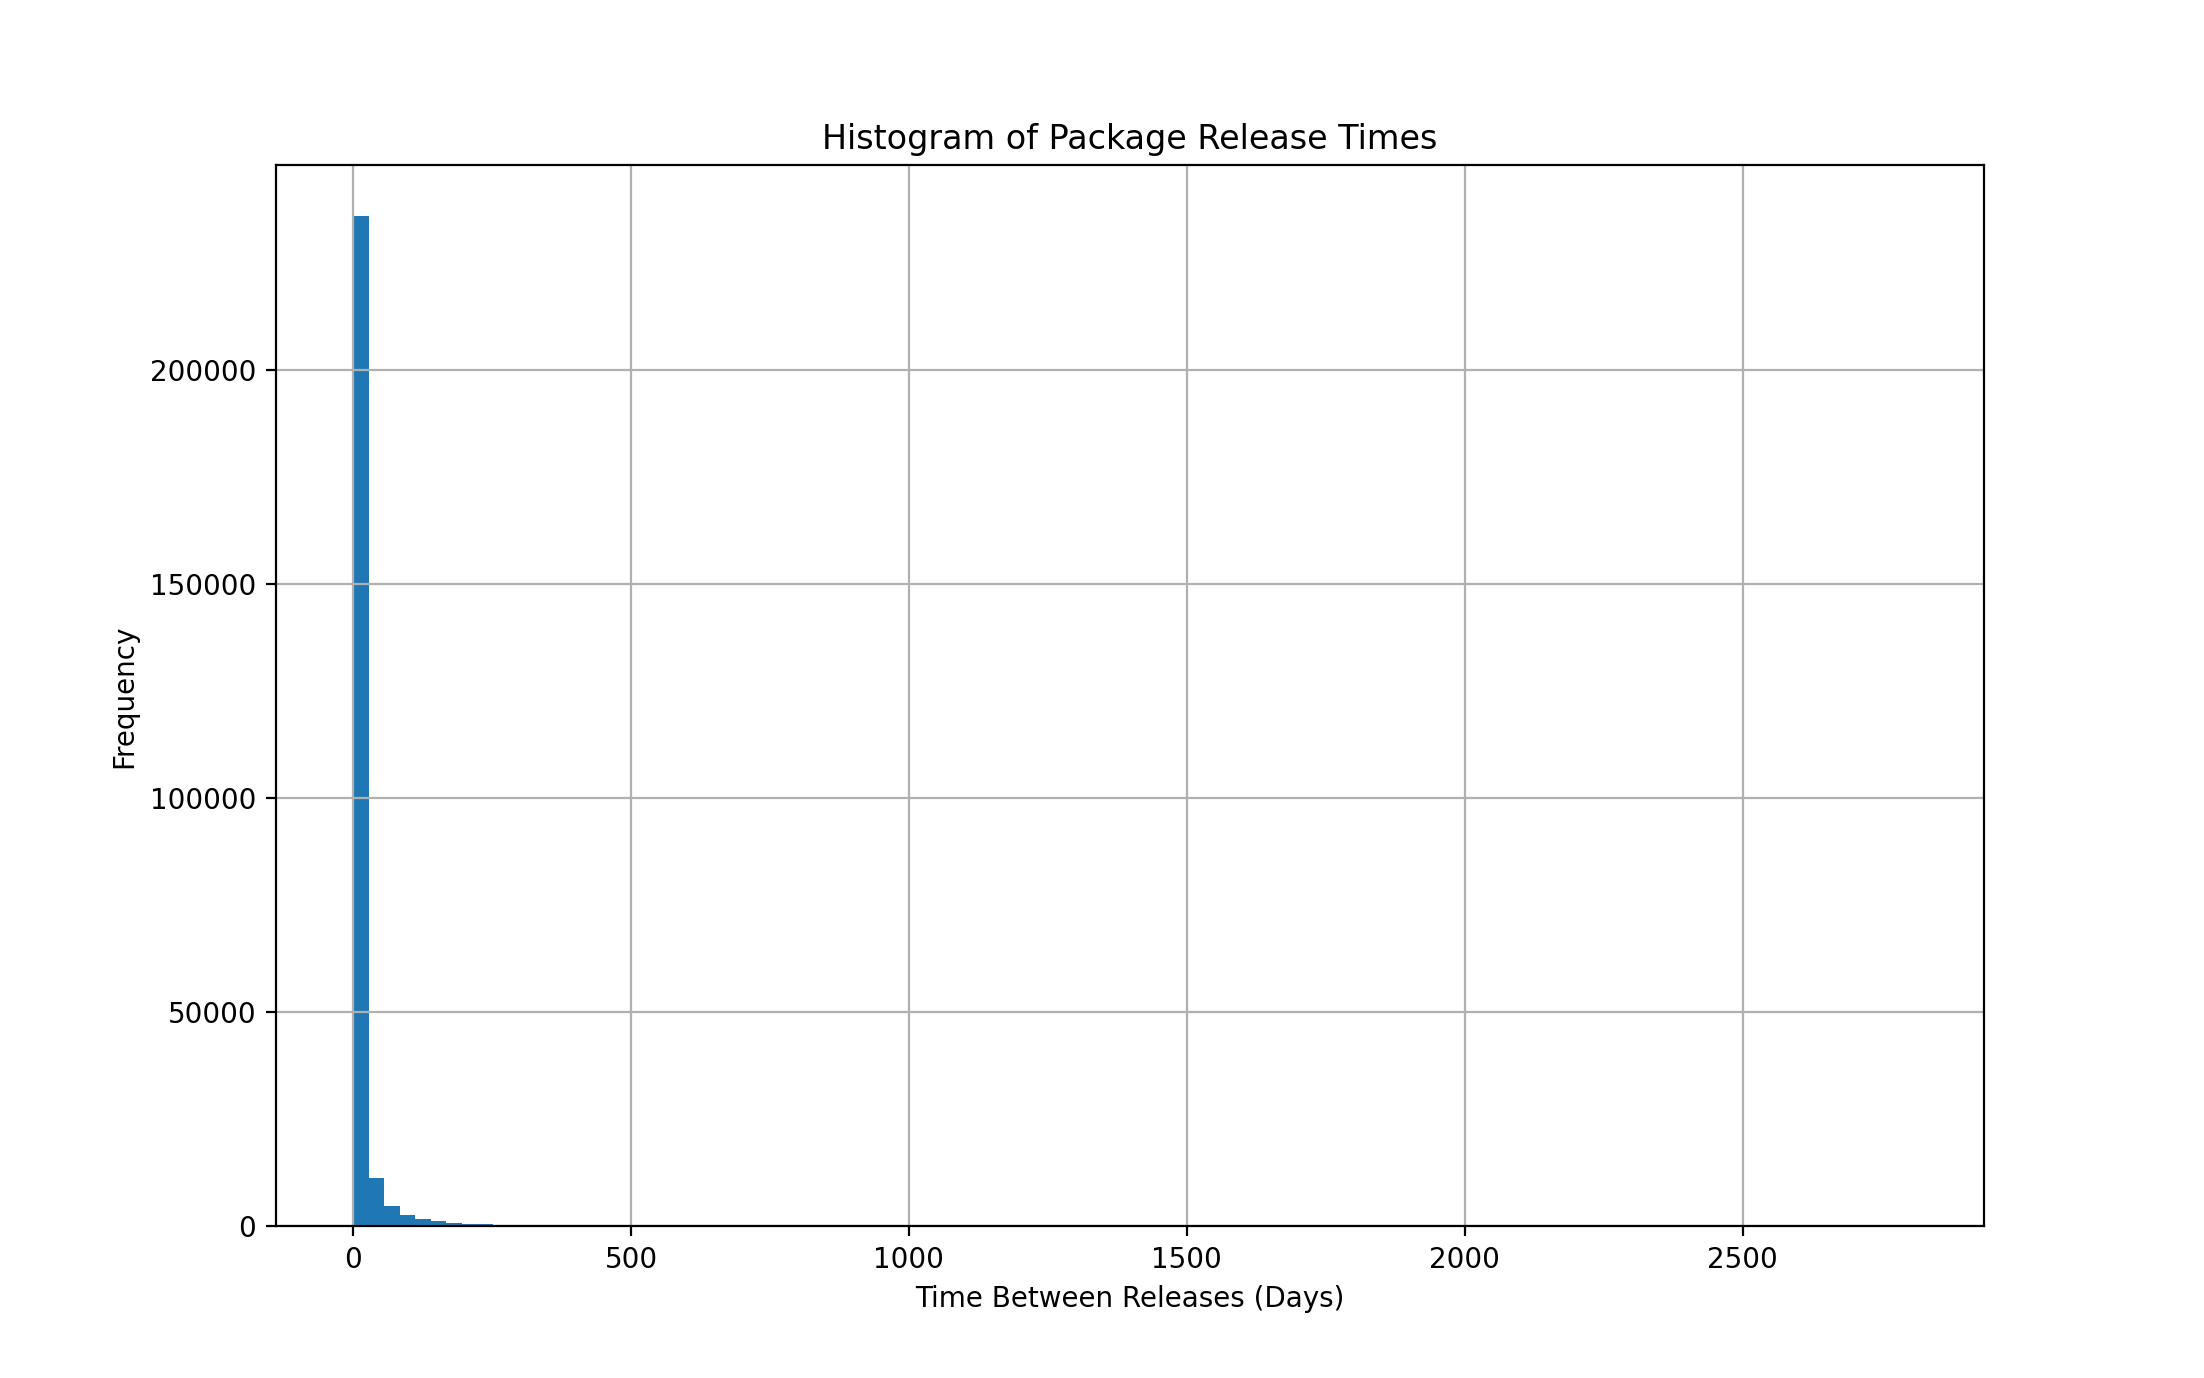 Histogram of Package Release Times
Frequency
200000
150000
100000
50000
0
0 500 1000 1500 2000 2500
Time Between Releases (Days)